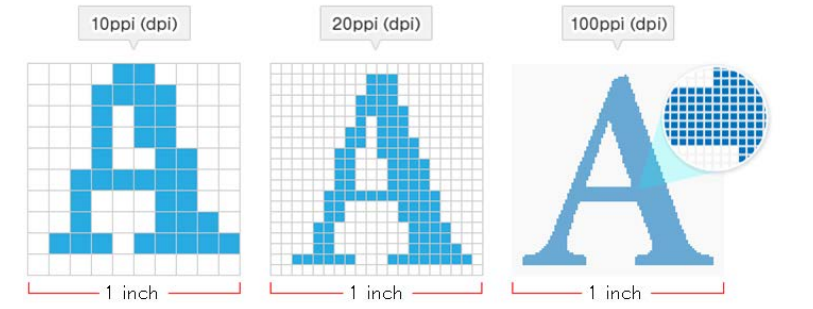 10ppi (dpi)
20ppi (dpi)
100ppi (dpi)
A
A
A
1 inch
1 inch
1 inch